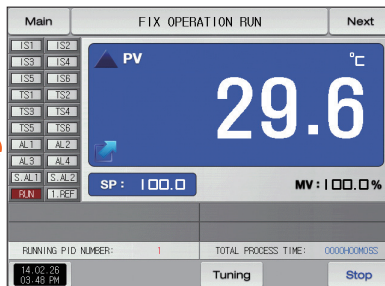 Main FIX OPERATION RUN Next
IS1 IS2
IS3 IS4
IS5 IS6
TS1 TS2
TS3 TS4
TS5 TS6
AL1 AL2
AL3 AL4
S.AL1 S.AL2
RUN 1.REF
PV ℃
29.6
SP : 100.0 MV : 100.0 %
RUNNING PID NUMBER: 1 TOTAL PROCESS TIME: 0000H00M05S
14.02.26
03:48 PM
Tuning Stop